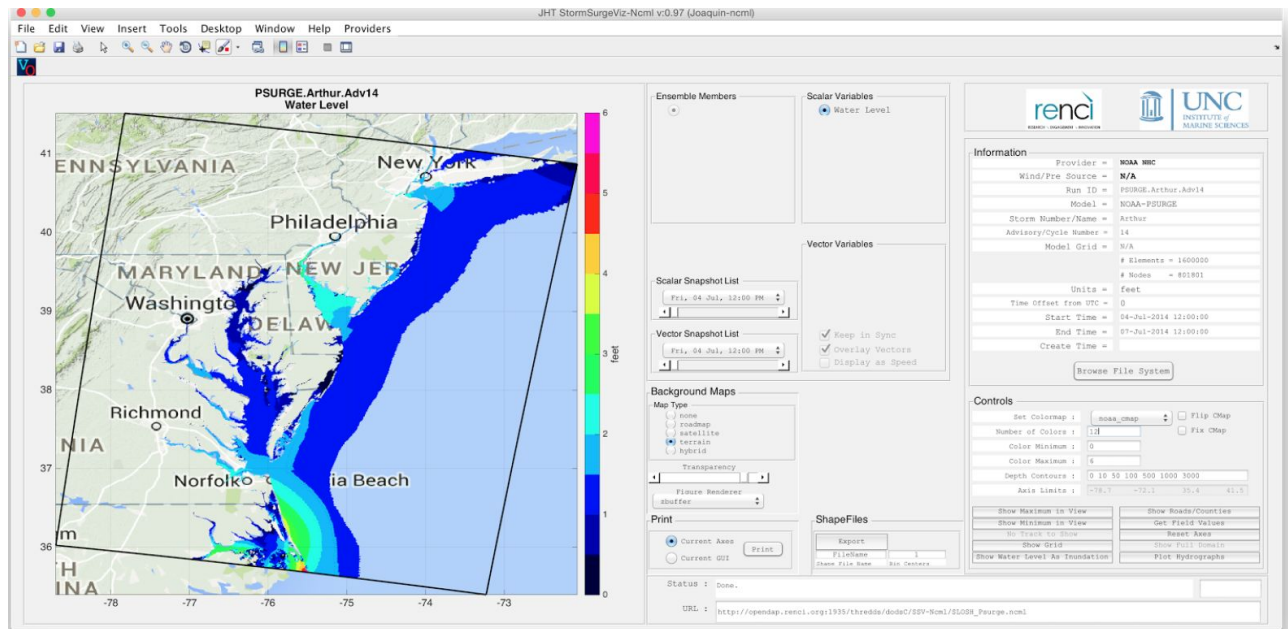 JHT StormSurgeViz-Ncml v:0.97 (Joaquin-ncml)
File Edit View Insert Tools Desktop Window Help Providers
PSURGE.Arthur.Adv14
Water Level
ENNSYLVANIA
New York
Philadelphia
MARYLAND
NEW JER
Washingto
DELAW
Richmond
NIA
Norfolk
ia Beach
m
H
INA
41
40
39
38
37
36
-78 -77 -76 -75 -74 -73
6
5
4
3
2
1
0
feet
Ensemble Members
Scalar Variables
Water Level
Vector Variables
Scalar Snapshot List
Fri, 04 Jul, 12:00 PM
Vector Snapshot List
Fri, 04 Jul, 12:00 PM
Keep in Sync
Overlay Vectors
Display as Speed
Background Maps
Map Type
none
roadmap
satellite
terrain
hybrid
Transparency
Figure Renderer
zbuffer
Print
Current Axes
Current GUI
Print
ShapeFiles
Export
FileName 1
Shape File Name Bin Centers
renci
RESEARCH ENGAGEMENT INNOVATION
UNC
INSTITUTE of
MARINE SCIENCES
Information
Provider = NOAA NHC
Wind/Pre Source = N/A
Run ID = PSURGE.Arthur.Adv14
Model = NOAA-PSURGE
Storm Number/Name = Arthur
Advisory/Cycle Number = 14
Model Grid = N/A
# Elements = 1600000
# Nodes = 801801
Units = feet
Time Offset from UTC = 0
Start Time = 04-Jul-2014 12:00:00
End Time = 07-Jul-2014 12:00:00
Create Time =
Browse File System
Controls
Set Colormap : noaa_cmap Flip CMap
Number of Colors : 12 Fix CMap
Color Minimum : 0
Color Maximum : 6
Depth Contours : 0 10 50 100 500 1000 3000
Axis Limits : -78.7 -72.1 35.4 41.5
Show Maximum in View Show Roads/Counties
Show Minimum in View Get Field Values
No Track to Show Reset Axes
Show Grid Show Full Domain
Show Water Level As Inundation Plot Hydrographs
Status : Done.
URL : http://opendap.renci.org:1935/thredds/dodsC/SSV-Ncml/SLOSH_Psurge.ncml